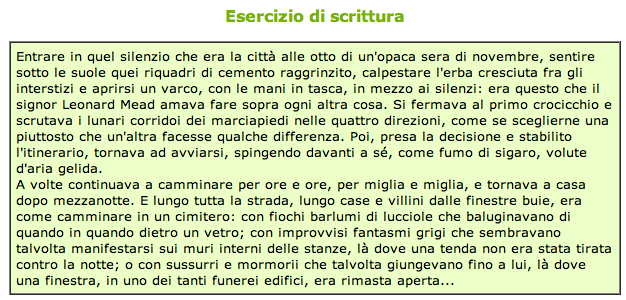 Esercizio di scrittura
Entrare in quel silenzio che era la città alle otto di un'opaca sera di novembre, sentire
sotto le suole quei riquadri di cemento raggrinzito, calpestare l'erba cresciuta fra gli
interstizi e aprirsi un varco, con le mani in tasca, in mezzo ai silenzi: era questo che il
signor Leonard Mead amava fare sopra ogni altra cosa. Si fermava al primo crocicchio e
scrutava i lunari corridoi dei marciapiedi nelle quattro direzioni, come se sceglierne una
piuttosto che un'altra facesse qualche differenza. Poi, presa la decisione e stabilito
l'itinerario, tornava ad avviarsi, spingendo davanti a sé, come fumo di sigaro, volute
d'aria gelida.
A volte continuava a camminare per ore e ore, per miglia e miglia, e tornava a casa
dopo mezzanotte. E lungo tutta la strada, lungo case e villini dalle finestre buie, era
come camminare in un cimitero: con fiochi barlumi di lucciole che baluginavano di
quando in quando dietro un vetro; con improvvisi fantasmi grigi che sembravano
talvolta manifestarsi sui muri interni delle stanze, là dove una tenda non era stata tirata
contro la notte; o con sussurri e mormorii che talvolta giungevano fino a lui, là dove
una finestra, in uno dei tanti funerei edifici, era rimasta aperta...